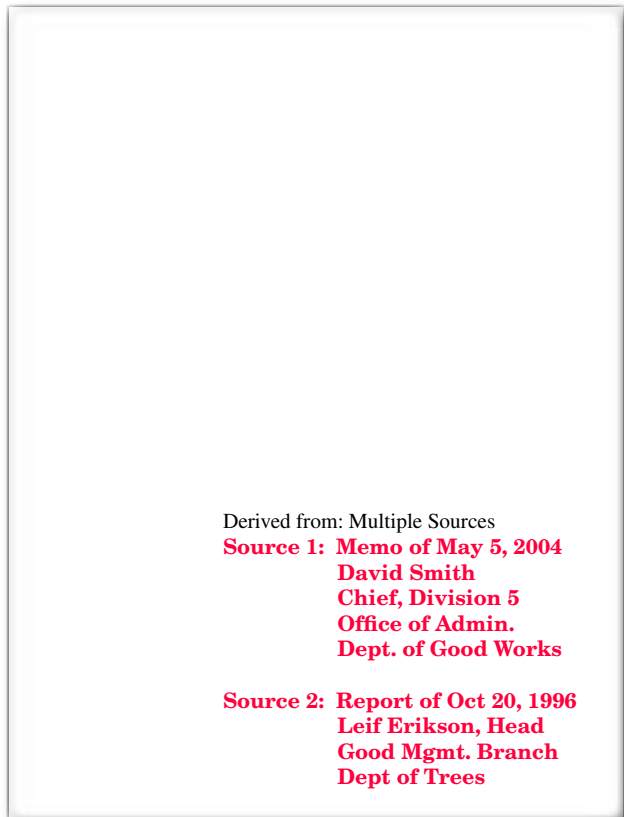 Derived from: Multiple Sources
Source 1: Memo of May 5, 2004
David Smith
Chief, Division 5
Office of Admin.
Dept. of Good Works
Source 2: Report of Oct 20, 1996
Leif Erikson, Head
Good Mgmt. Branch
Dept of Trees